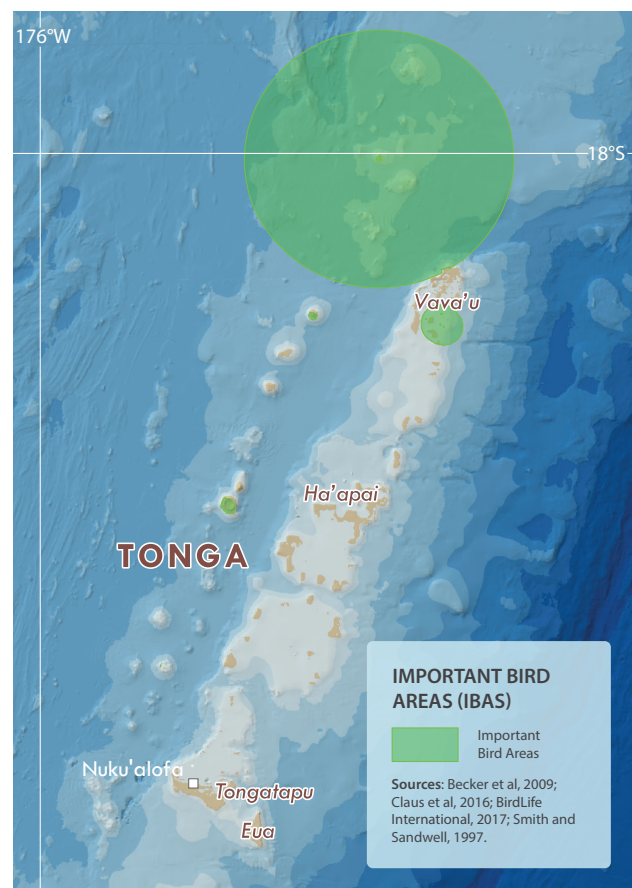 176°W
18°S
Vava'u
Ha'apai
TONGA
Nuku'alofa
Tongatapu
Eua
IMPORTANT BIRD
AREAS (IBAS)
Important
Bird Areas
Sources: Becker et al, 2009;
Claus et al, 2016; BirdLife
International, 2017; Smith and
Sandwell, 1997.